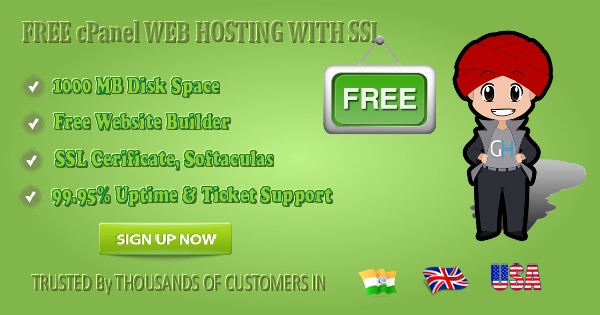 FREE cPanel WEB HOSTING WITH SSL
1000 MB Disk Space
FREE
Free Website Builder
GH
SSL Cerificate, Softaculas
99.95% Uptime & Ticket Support
SIGN UP NOW
TRUSTED By THOUSANDS OF CUSTOMERS IN
USA